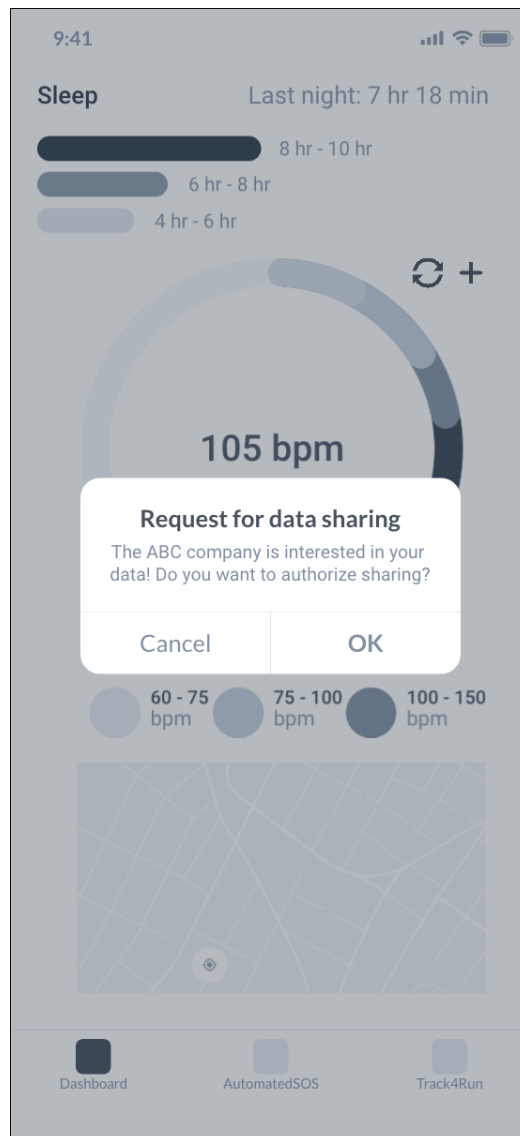 9:41
Sleep
Last night: 7 hr 18 min
8 hr - 10 hr
6 hr - 8 hr
4 hr - 6 hr
105 bpm
Request for data sharing
The ABC company is interested in your
data! Do you want to authorize sharing?
Cancel
OK
60 - 75
bpm
75 - 100
bpm
100 - 150
bpm
Dashboard
AutomatedSOS
Track4Run